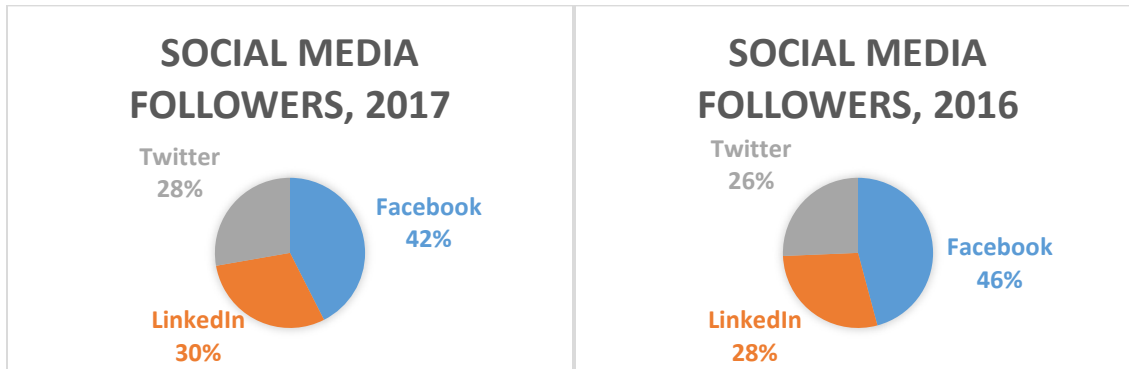 SOCIAL MEDIA
FOLLOWERS, 2017
Twitter
28%
Facebook
42%
LinkedIn
30%
SOCIAL MEDIA
FOLLOWERS, 2016
Twitter
26%
Facebook
46%
LinkedIn
28%